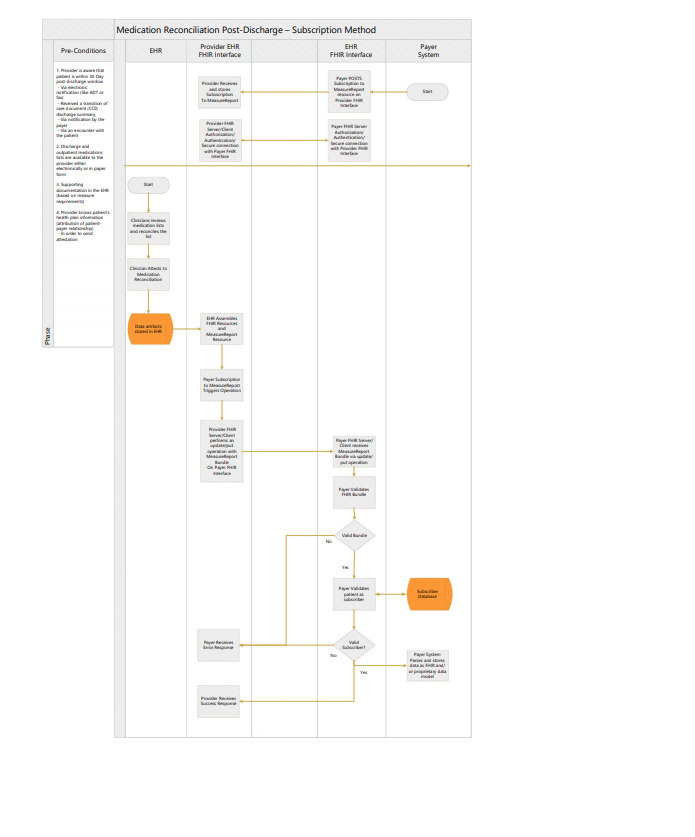 Medication Reconciliation Post-Discharge – Subscription Method
Pre-Conditions
EHR
Provider EHR
FHIR Interface
EHR
FHIR Interface
Payer
System
1. Provider is aware that
patient is within 30-Day
post-discharge window
- Via electronic
notification (like ADT or
fax)
- Received a transition of
care document (CCD,
discharge summary,
- Via notification by the
payer
- Via an encounter with
the patient
2. Discharge and
outpatient medications
lists are available to the
provider either
electronically or in paper
form
3. Supporting
documentation in the EHR
(based on measure
requirements)
4. Provider knows patient's
health plan information
(attribution of patient-
payer relationship)
- In order to send
attestation
Phase
Provider Receives
and stores
Subscription
To MeasureReport
Payer POSTS
Subscription to
MeasureReport
resource on
Provider FHIR
Interface
Start
Provider FHIR
Server/Client
Authorization/
Authentication/
Secure connection
with Payer FHIR
Interface
Payer FHIR Server
Authorization/
Authentication/
Secure connection
with Provider FHIR
Interface
Start
Clinicians reviews
medication lists
and reconciles the
list
Clinician Attests to
Medication
Reconciliation
Data artifacts
stored in EHR
EHR Assembles
FHIR Resources
and
MeasureReport
Resource
Payer Subscription
to MeasureReport
Triggers Operation
Provider FHIR
Server/Client
performs an
update/put
operation with
MeasureReport
Bundle
On Payer FHIR
Interface
Payer FHIR Server/
Client receives
MeasureReport
Bundle via update/
put operation
Payer Validates
FHIR Bundle
Valid Bundle
No
Yes
Payer Validates
patient as
subscriber
Subscriber
Database
Payer Receives
Error Response
Valid
Subscriber?
No
Yes
Payer System
Parses and stores
data as FHIR and/
or proprietary data
model
Provider Receives
Success Response